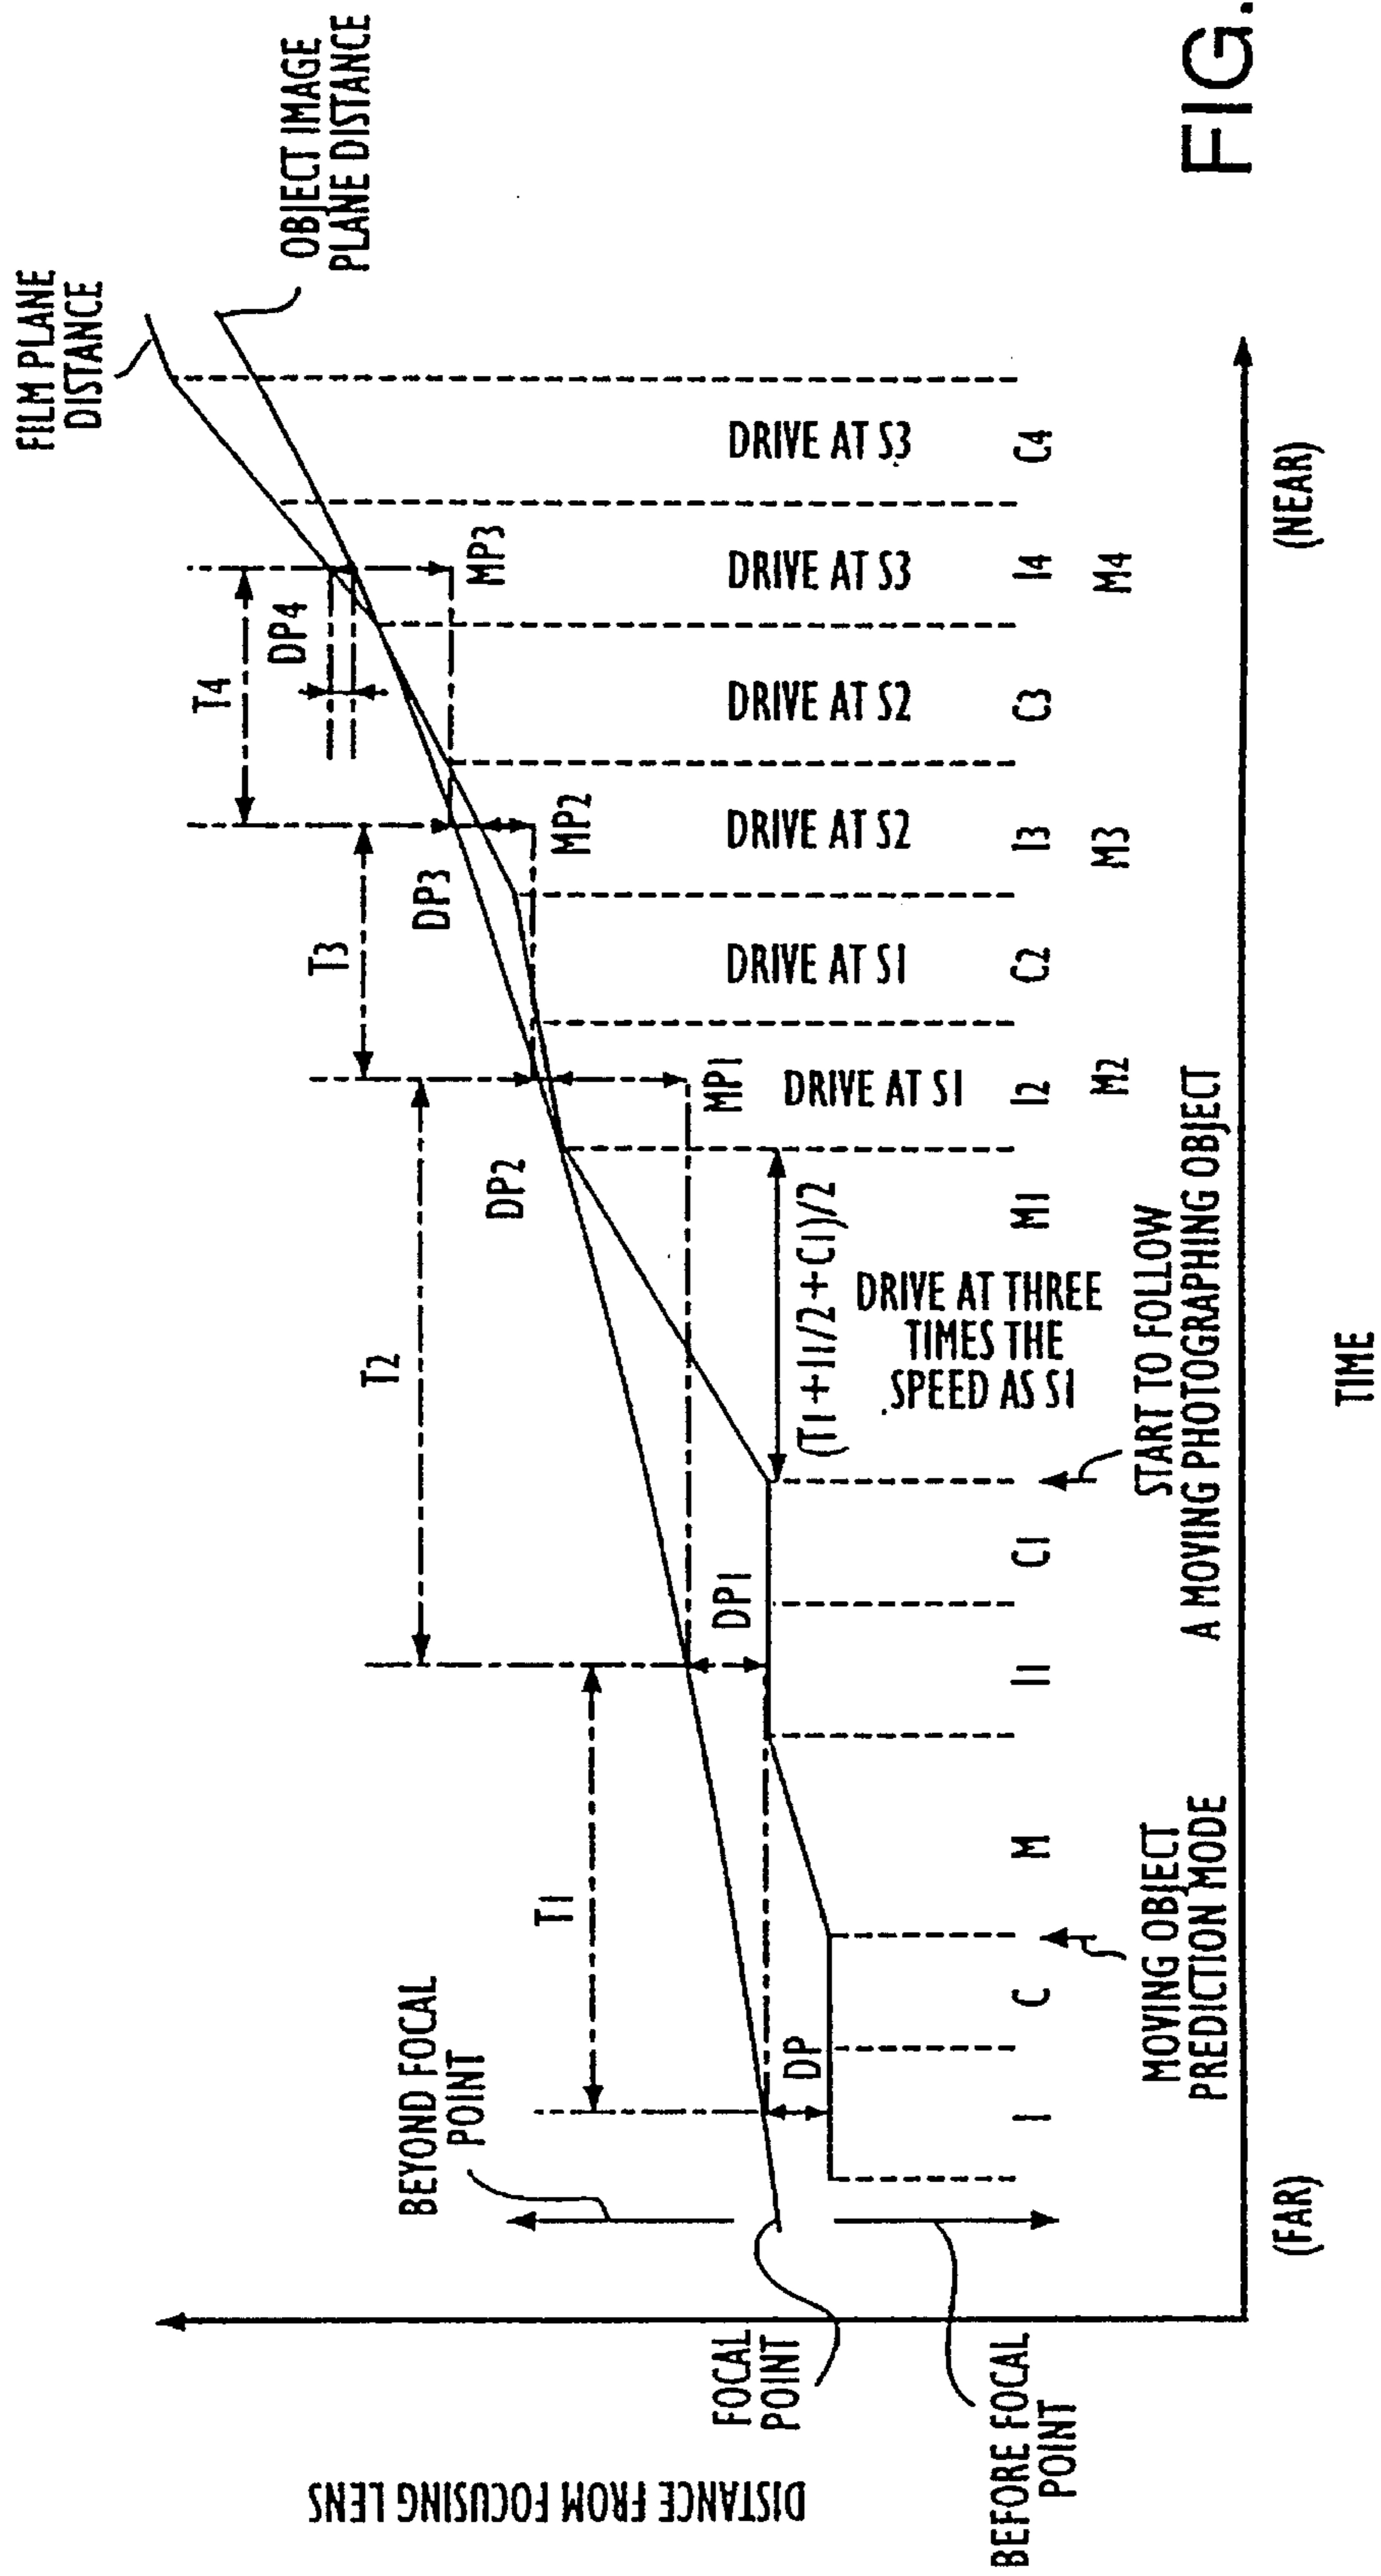 FILM PLANE
DISTANCE
OBJECT IMAGE
PLANE DISTANCE
BEYOND FOCAL
POINT
T1
T2
T3
T4
DP4
DP3
DP2
DP1
DP
MP1
MP2
MP3
FOCAL
POINT
BEFORE FOCAL
POINT
DISTANCE FROM FOCUSING LENS
(T1+I1/2+C1)/2
DRIVE AT THREE
TIMES THE
SPEED AS S1
DRIVE AT S1
DRIVE AT S1
DRIVE AT S2
DRIVE AT S2
DRIVE AT S3
DRIVE AT S3
I
C
M
I1
C1
M1
I2
C2
I3
C3
I4
C4
M2
M3
M4
MOVING OBJECT
PREDICTION MODE
START TO FOLLOW
A MOVING PHOTOGRAPHING OBJECT
(FAR)
(NEAR)
TIME
FIG.